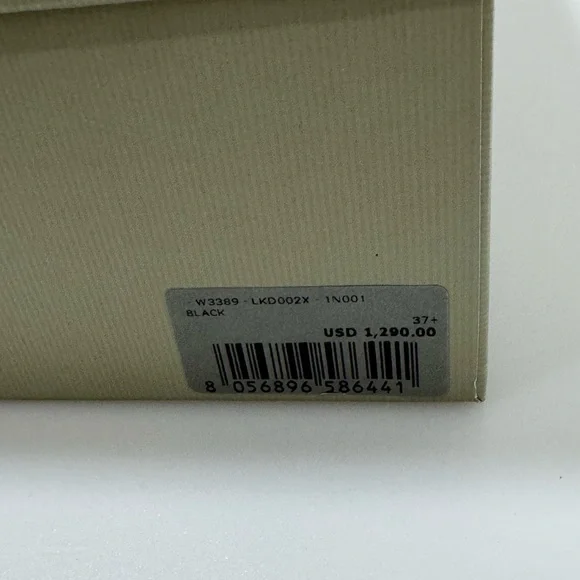 W3389 - LKD002X - 1N001
BLACK
37+
USD 1,290.00
8 056896 586441